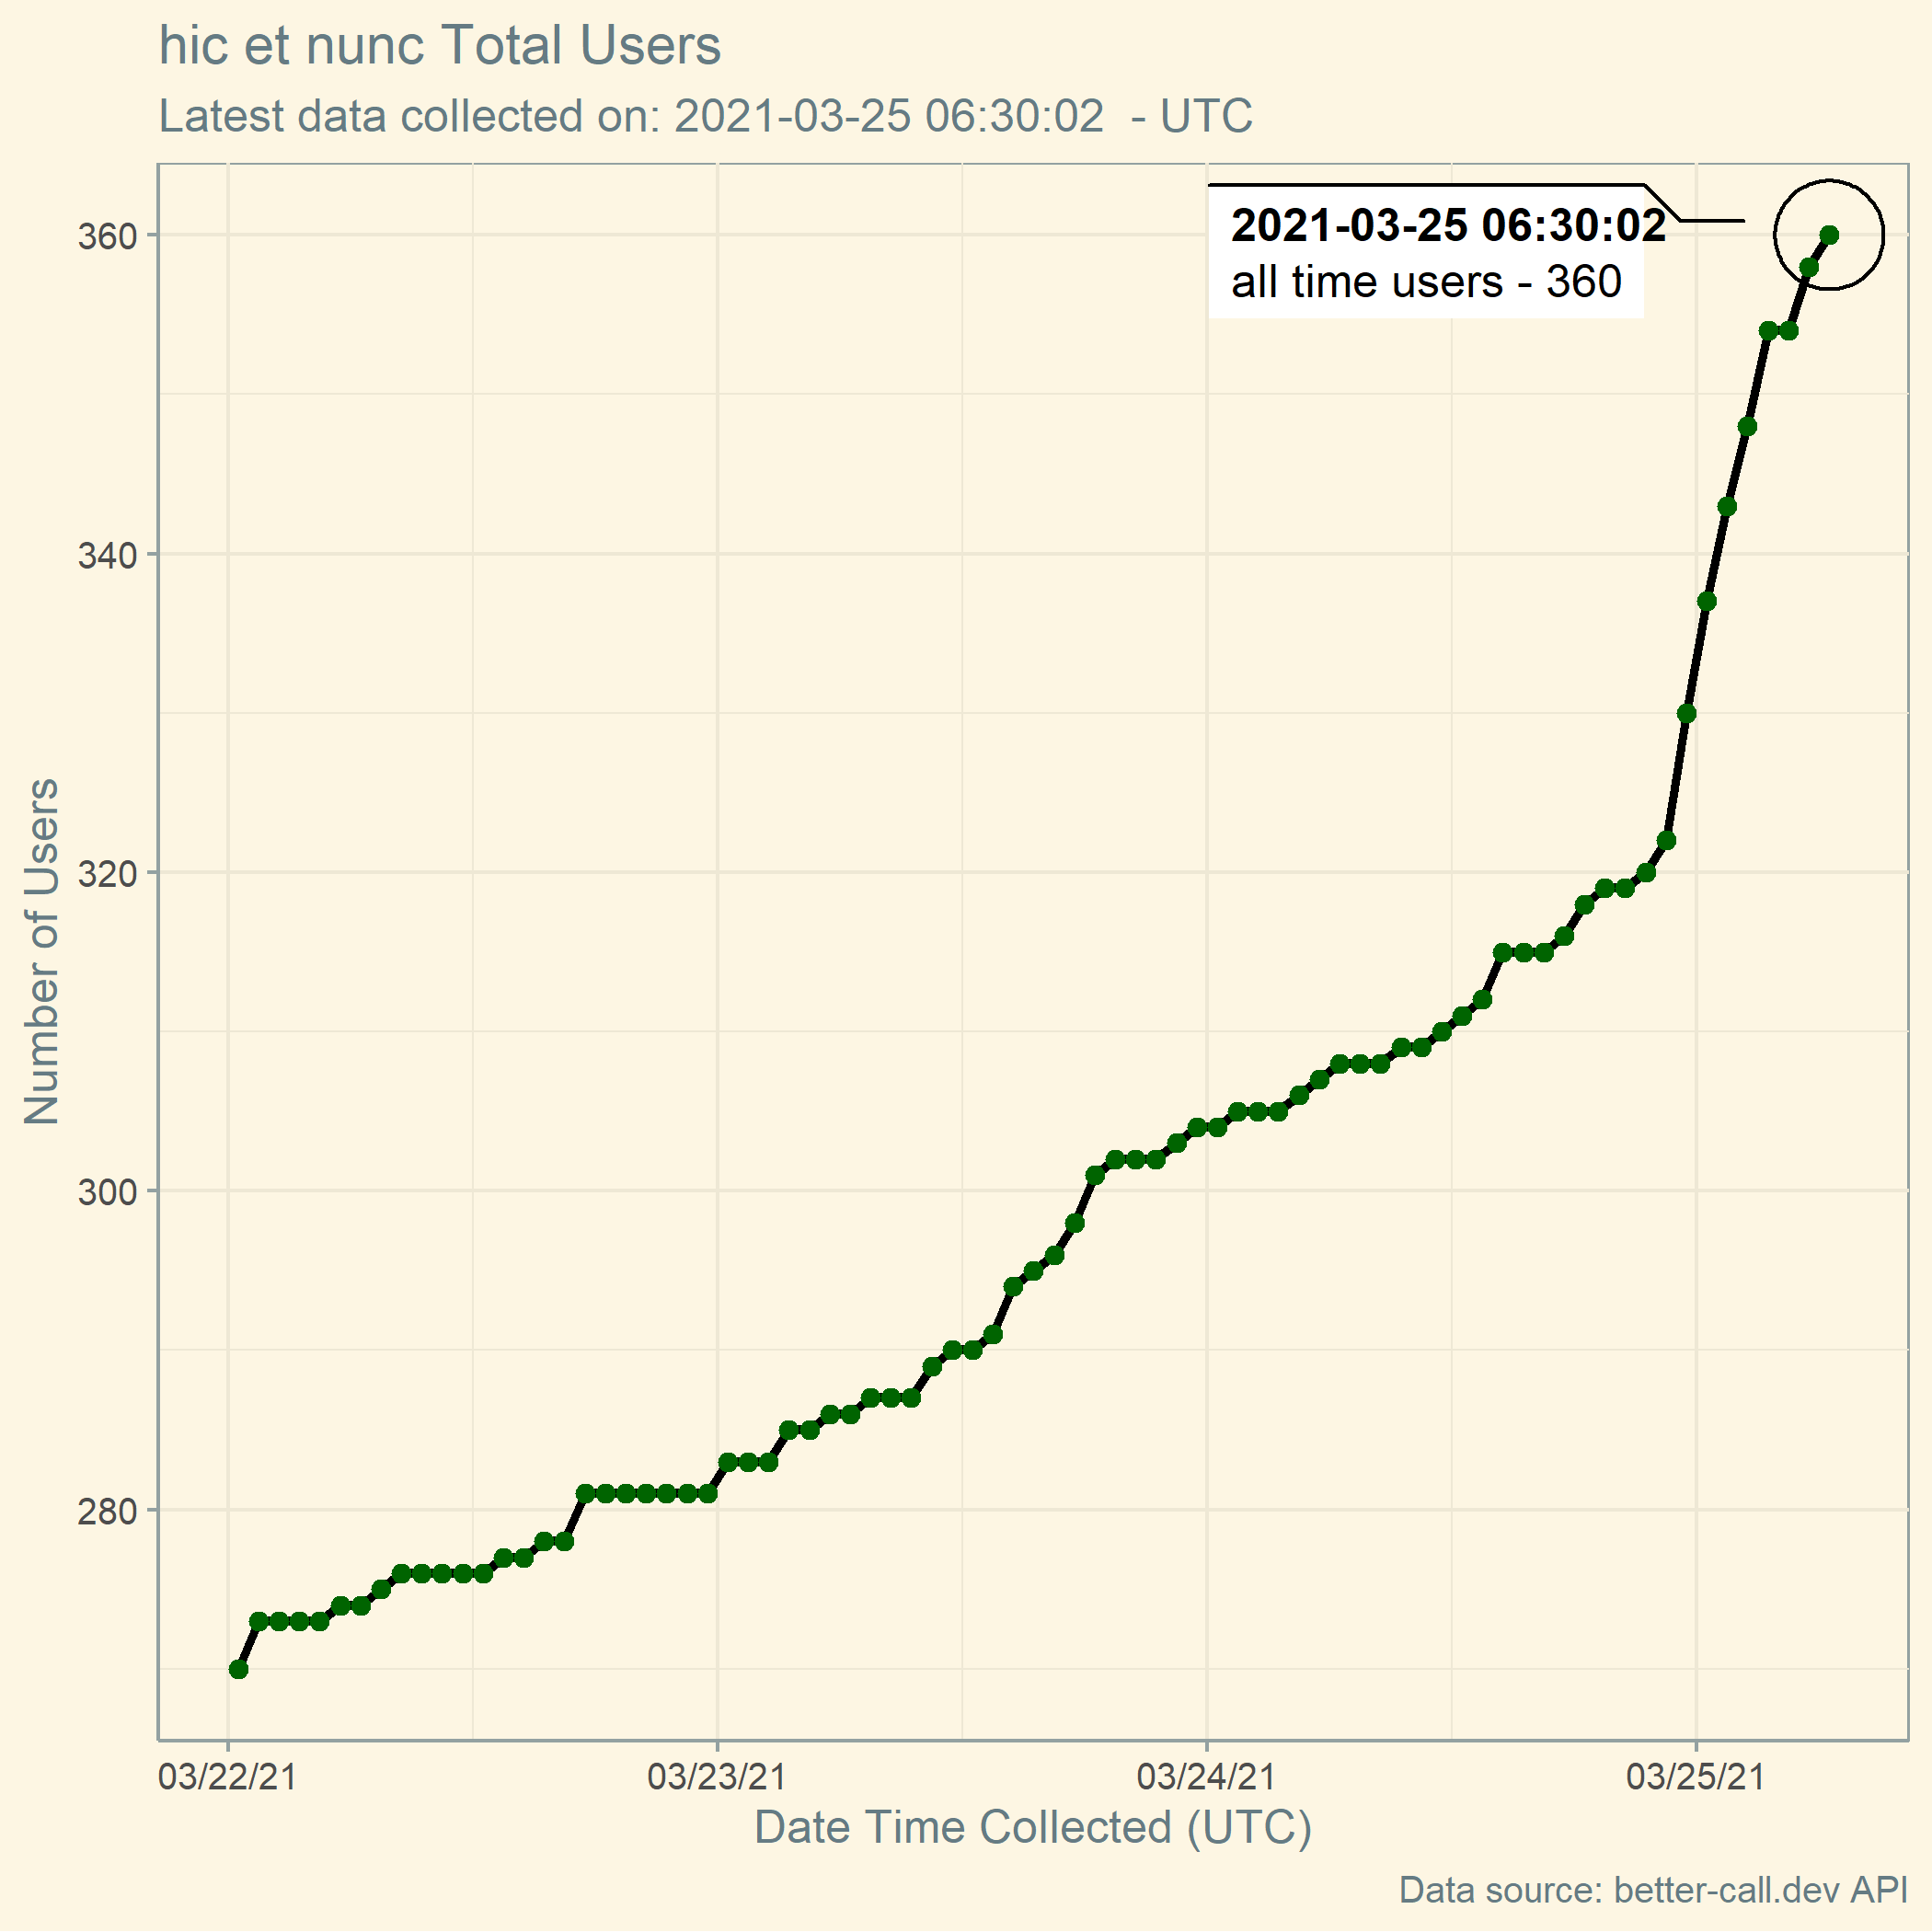 hic et nunc Total Users
Latest data collected on: 2021-03-25 06:30:02  - UTC
2021-03-25 06:30:02
all time users - 360
360
340
320
300
280
Number of Users
03/22/21
03/23/21
03/24/21
03/25/21
Date Time Collected (UTC)
Data source: better-call.dev API